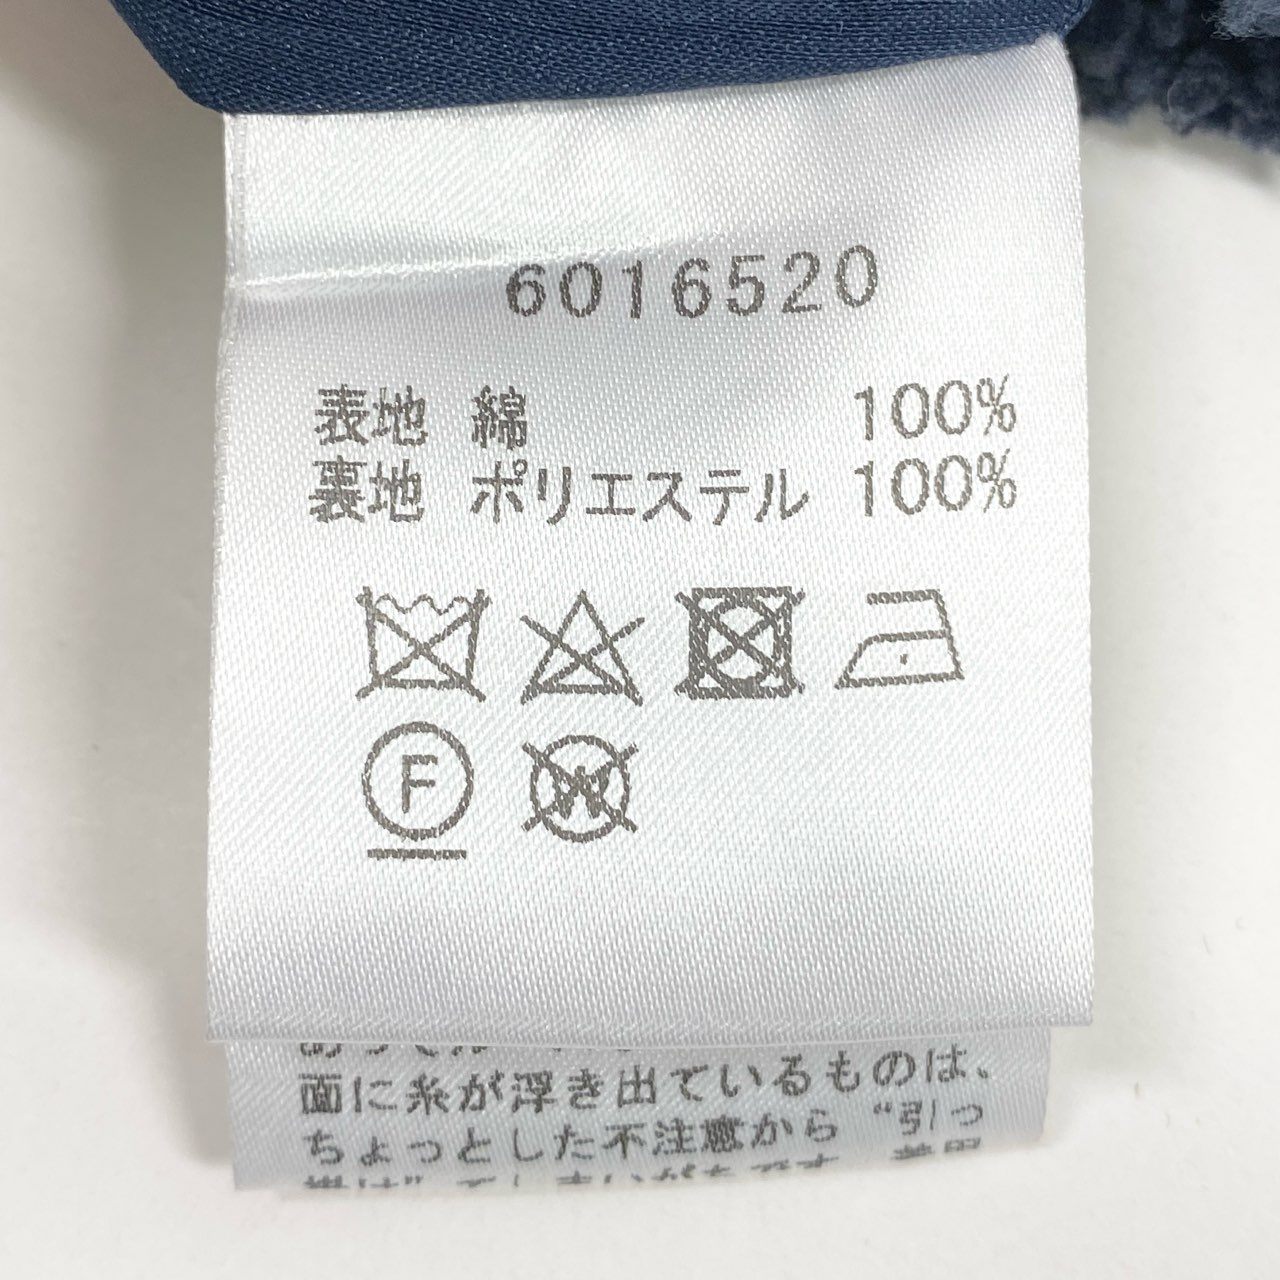 6016520
表地 綿 100%
裏地 ポリエステル 100%
F
W
面に糸が浮き出ているものは、
ちょっとした不注意から “引っ